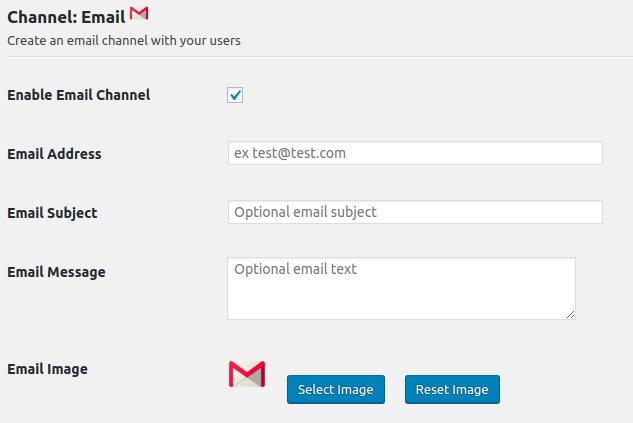 Channel: Email
Create an email channel with your users
Enable Email Channel
Email Address
ex test@test.com
Email Subject
Optional email subject
Email Message
Optional email text
Email Image
Select Image
Reset Image